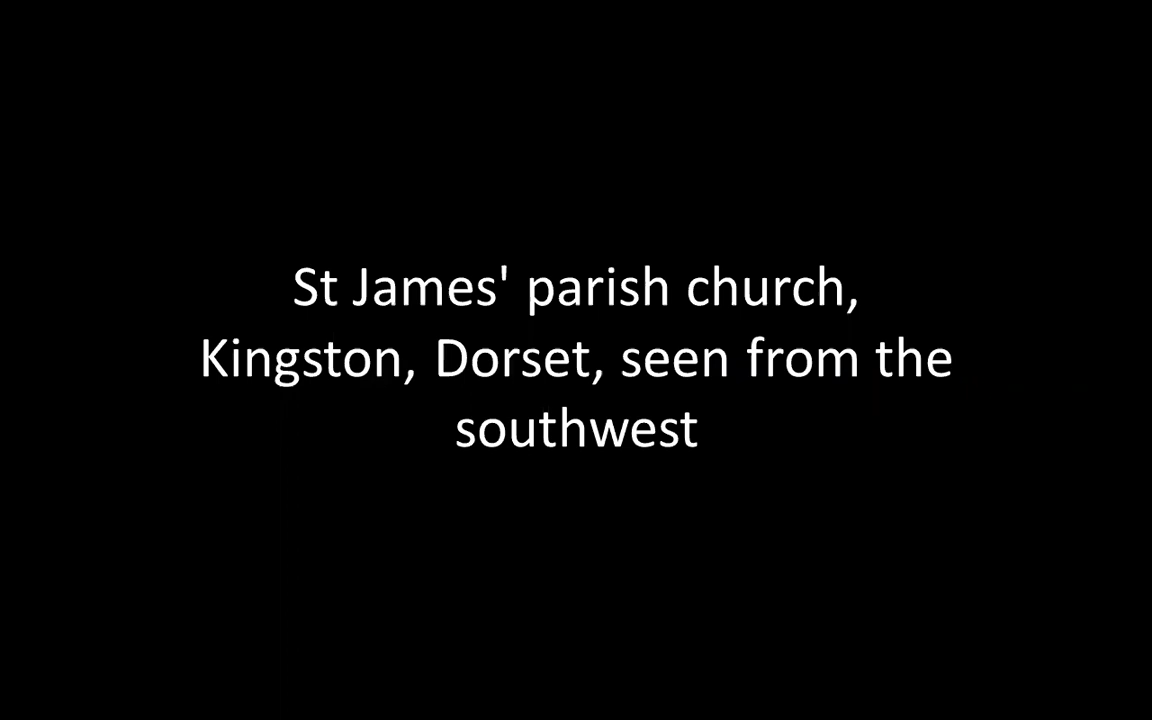 St James' parish church,
Kingston, Dorset, seen from the
southwest